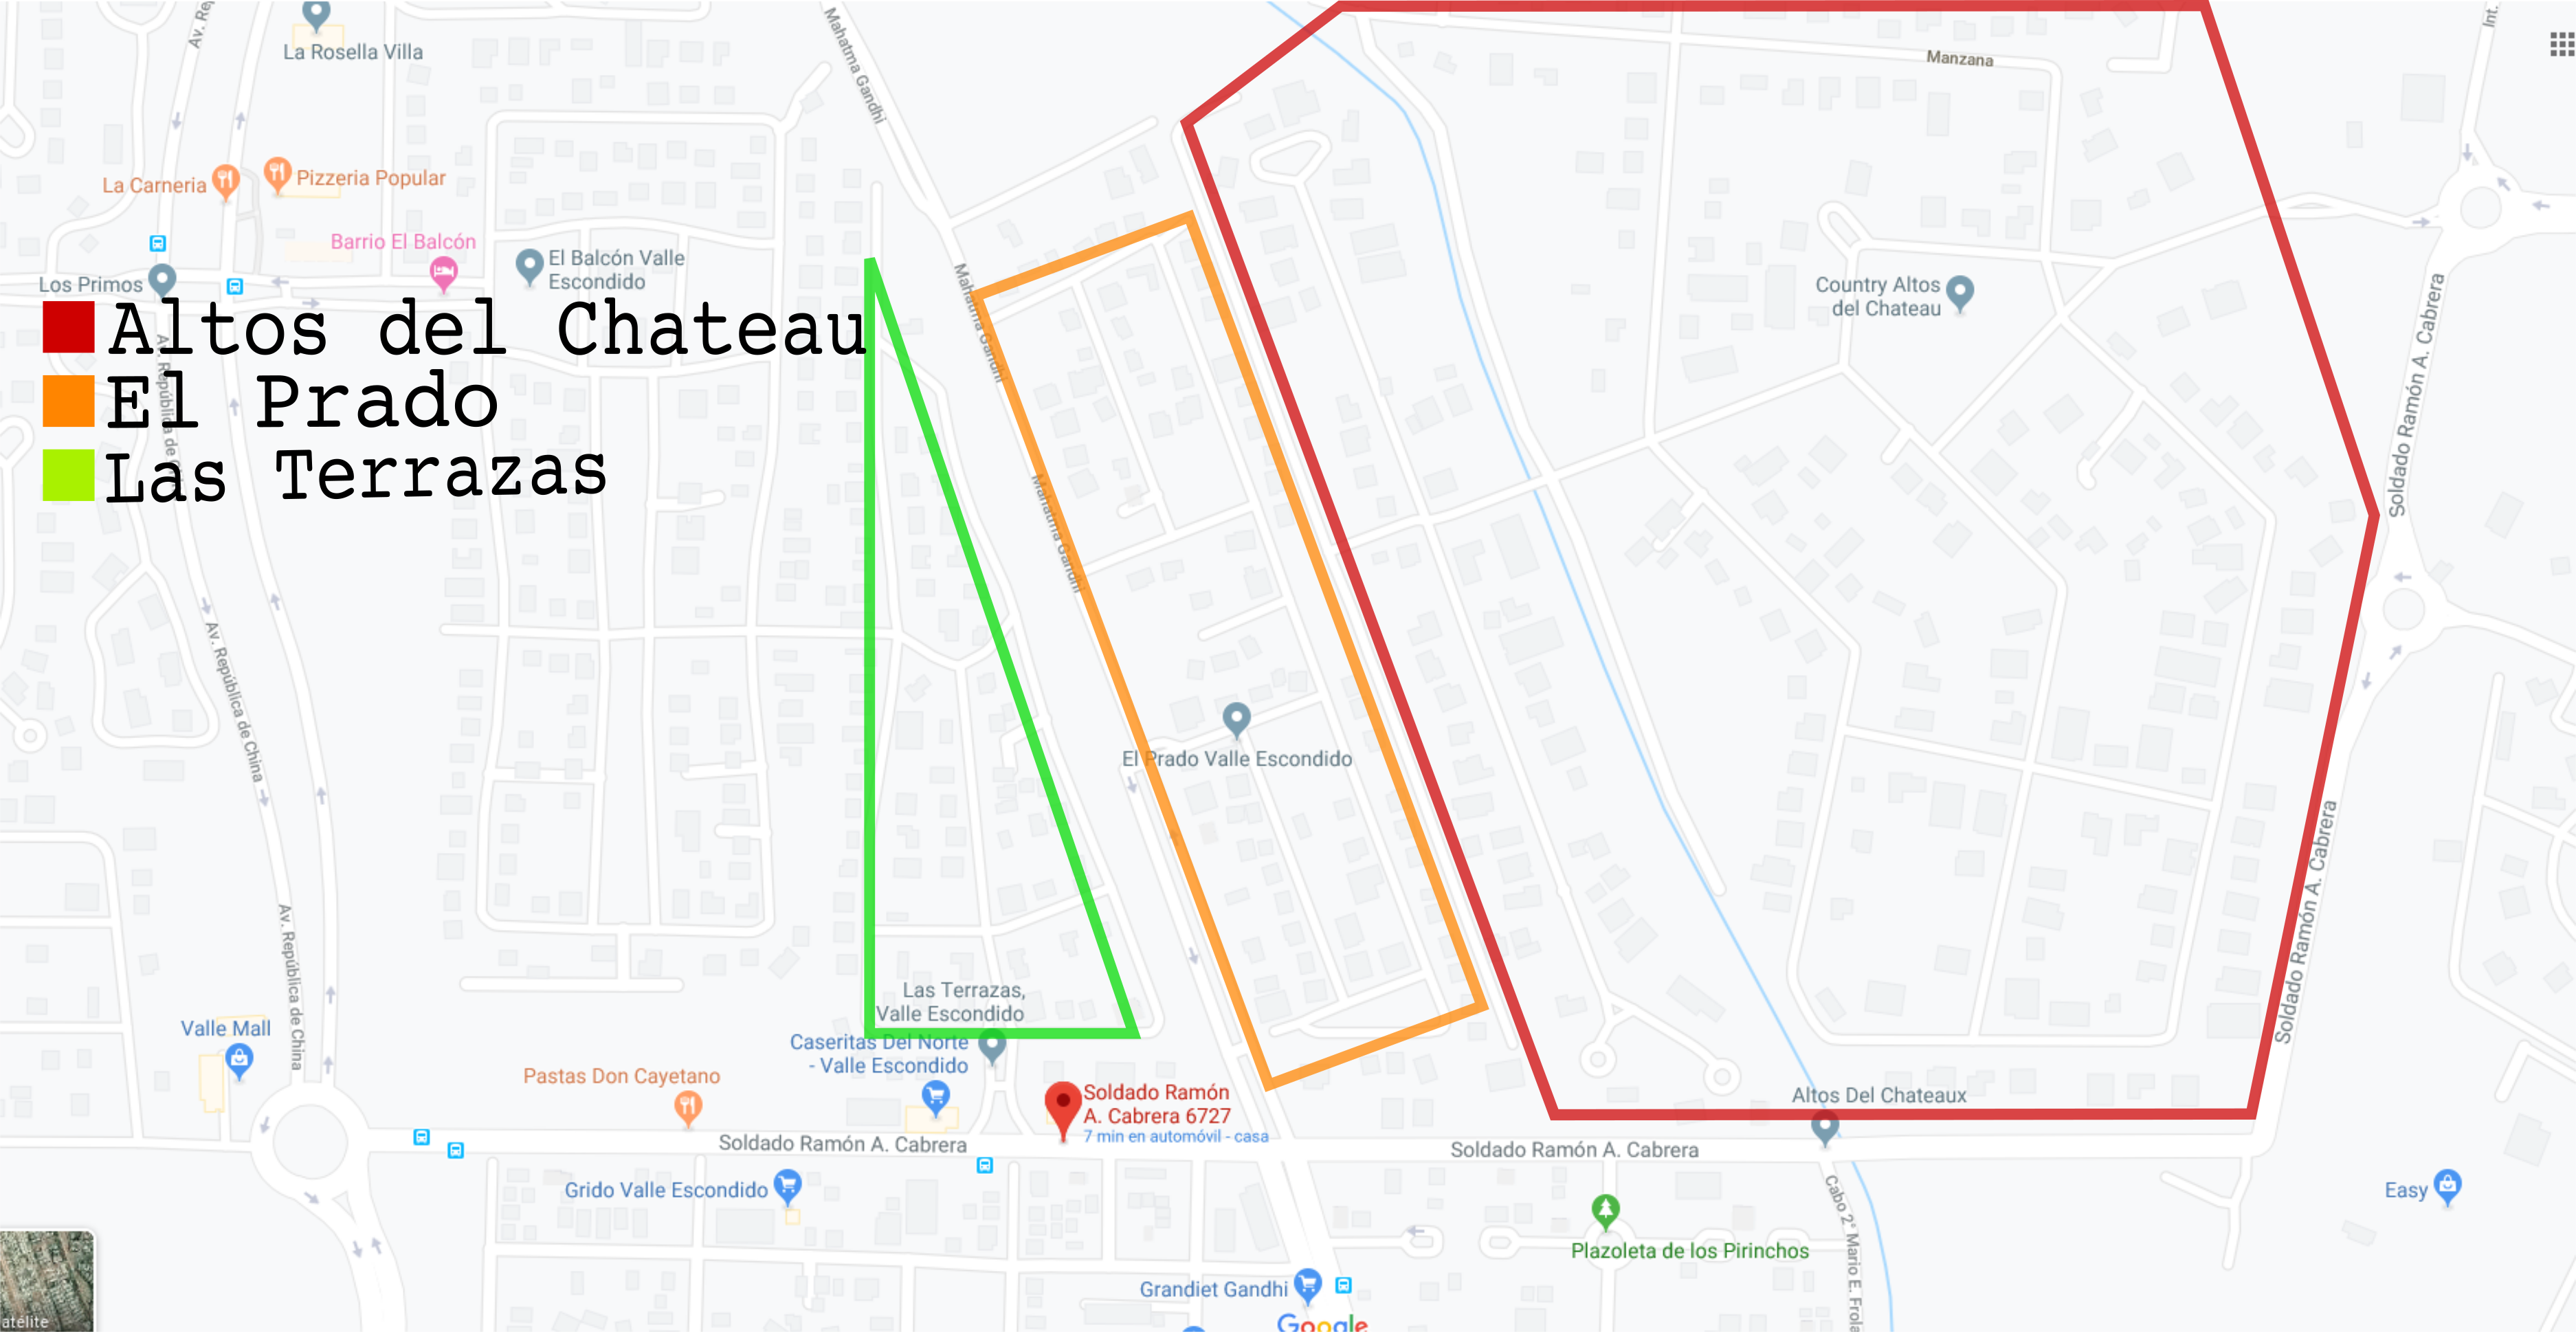 Av. Re
Mahatma Gandhi
Int.
La Rosella Villa
Manzana
La Carneria
Pizzeria Popular
Barrio El Balcón
El Balcón Valle
Escondido
Los Primos
Country Altos
del Chateau
Soldado Ramón A. Cabrera
Altos del Chateau
El Prado
Las Terrazas
Mahatma Gandhi
Av. República de
Mahatma Gandhi
Av. República de China
El Prado Valle Escondido
Soldado Ramón A. Cabrera
Av. República de China
Las Terrazas,
Valle Escondido
Valle Mall
Caseritas Del Norte
- Valle Escondido
Pastas Don Cayetano
Soldado Ramón
A. Cabrera 6727
7 min en automóvil - casa
Altos Del Chateaux
Soldado Ramón A. Cabrera
Soldado Ramón A. Cabrera
Grido Valle Escondido
Cabo 2° Mario E. Frola
Easy
Plazoleta de los Pirinchos
Grandiet Gandhi
Google
atélite